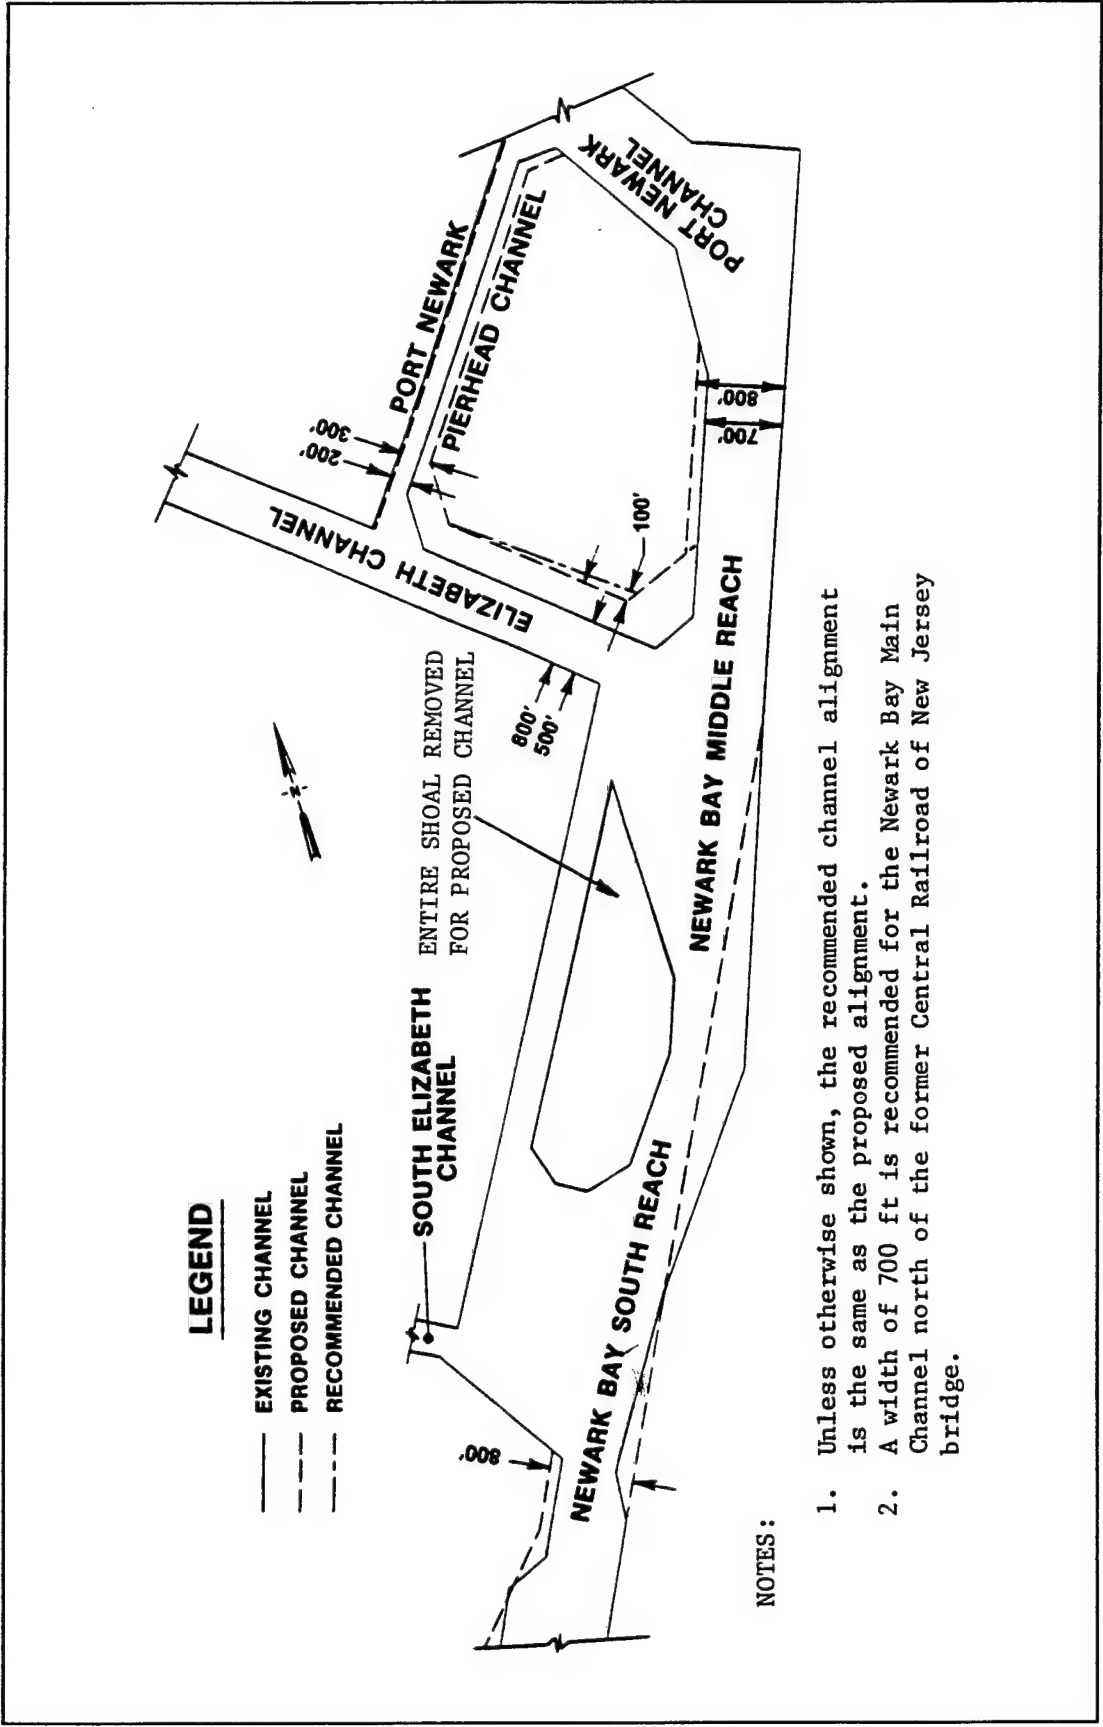 LEGEND
EXISTING CHANNEL
PROPOSED CHANNEL
RECOMMENDED CHANNEL
SOUTH ELIZABETH
CHANNEL
ENTIRE SHOAL REMOVED
FOR PROPOSED CHANNEL
ELIZABETH CHANNEL
PORT NEWARK
PIERHEAD CHANNEL
PORT NEWARK
CHANNEL
NEWARK BAY MIDDLE REACH
NEWARK BAY SOUTH REACH
N
800'
800'
500'
200'
300'
100'
700'
800'
NOTES:
1. Unless otherwise shown, the recommended channel alignment
is the same as the proposed alignment.
2. A width of 700 ft is recommended for the Newark Bay Main
Channel north of the former Central Railroad of New Jersey
bridge.